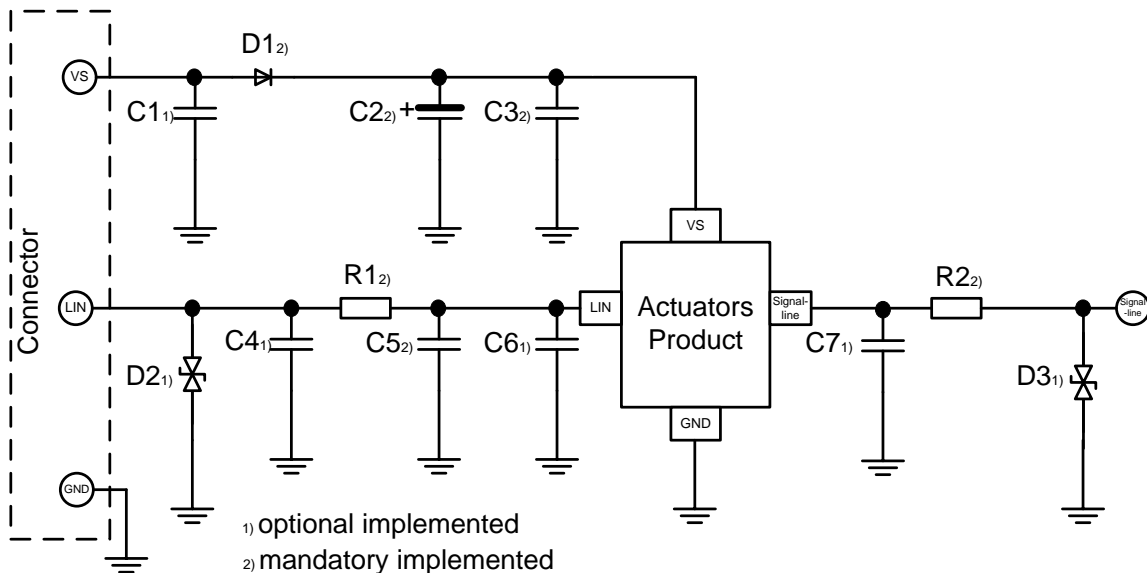 D1 2)
VS
C1 1)
C2 2) +
C3 2)
VS
Connector
R1 2)
R2 2)
LIN
LIN
Actuators
Product
Signal-
line
Signal
-line
C4 1)
C5 2)
C6 1)
C7 1)
D2 1)
D3 1)
GND
GND
1) optional implemented
2) mandatory implemented